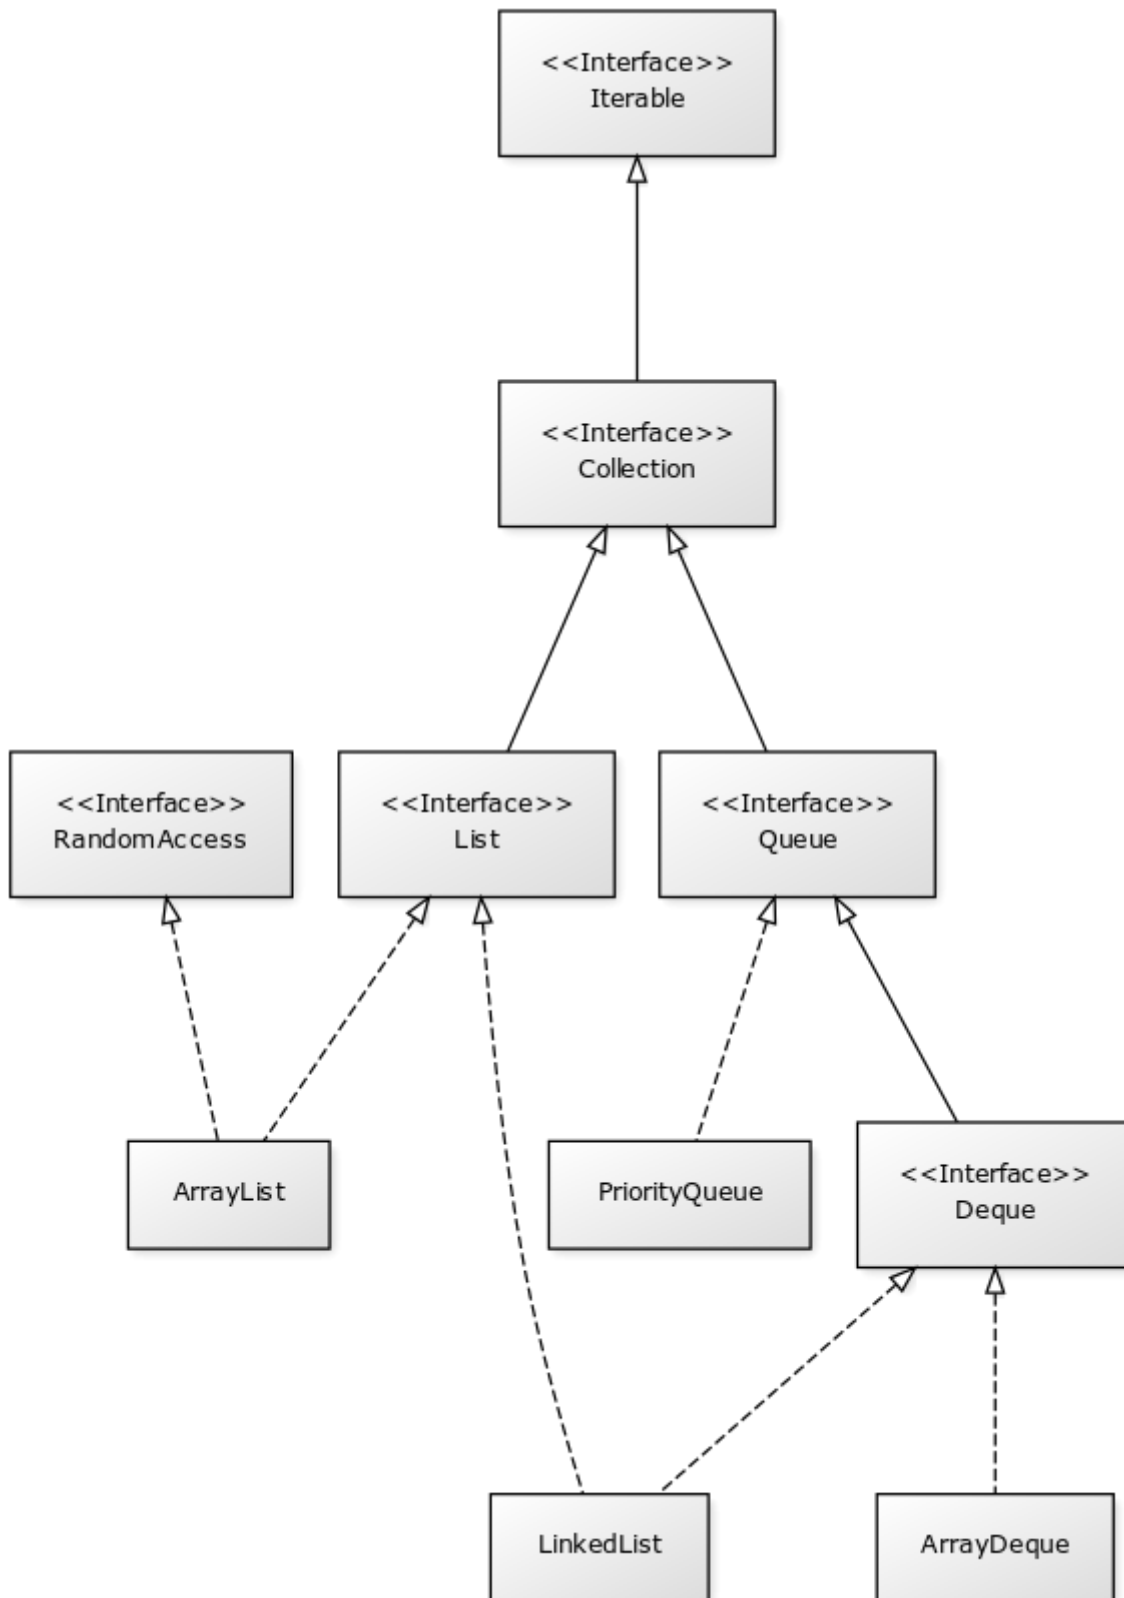 <<Interface>>
Iterable
<<Interface>>
Collection
<<Interface>>
RandomAccess
<<Interface>>
List
<<Interface>>
Queue
ArrayList
PriorityQueue
<<Interface>>
Deque
LinkedList
ArrayDeque